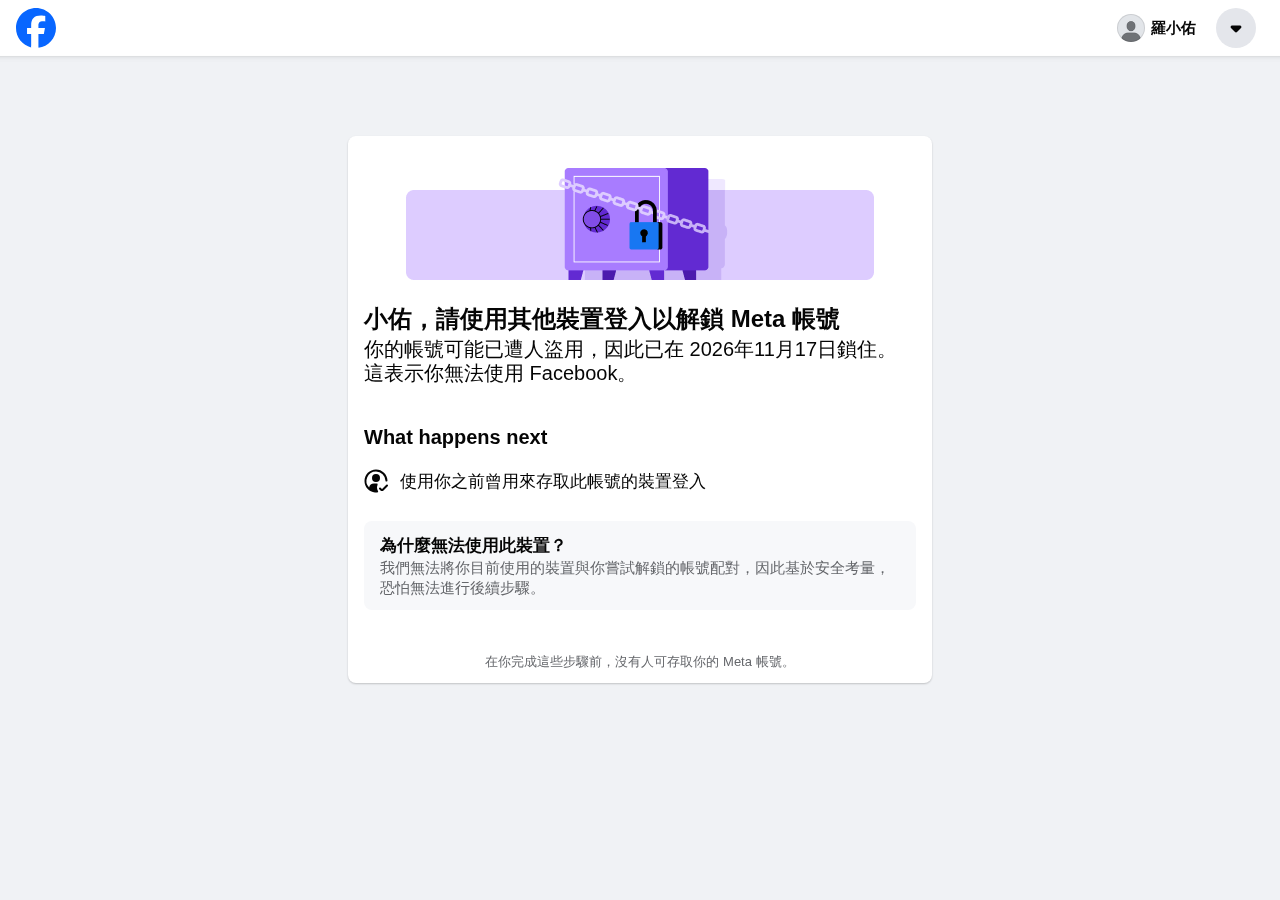 羅小佑
小佑，請使用其他裝置登入以解鎖 Meta 帳號
你的帳號可能已遭人盜用，因此已在 2026年11月17日鎖住。
這表示你無法使用 Facebook。
What happens next
使用你之前曾用來存取此帳號的裝置登入
為什麼無法使用此裝置？
我們無法將你目前使用的裝置與你嘗試解鎖的帳號配對，因此基於安全考量，
恐怕無法進行後續步驟。
在你完成這些步驟前，沒有人可存取你的 Meta 帳號。